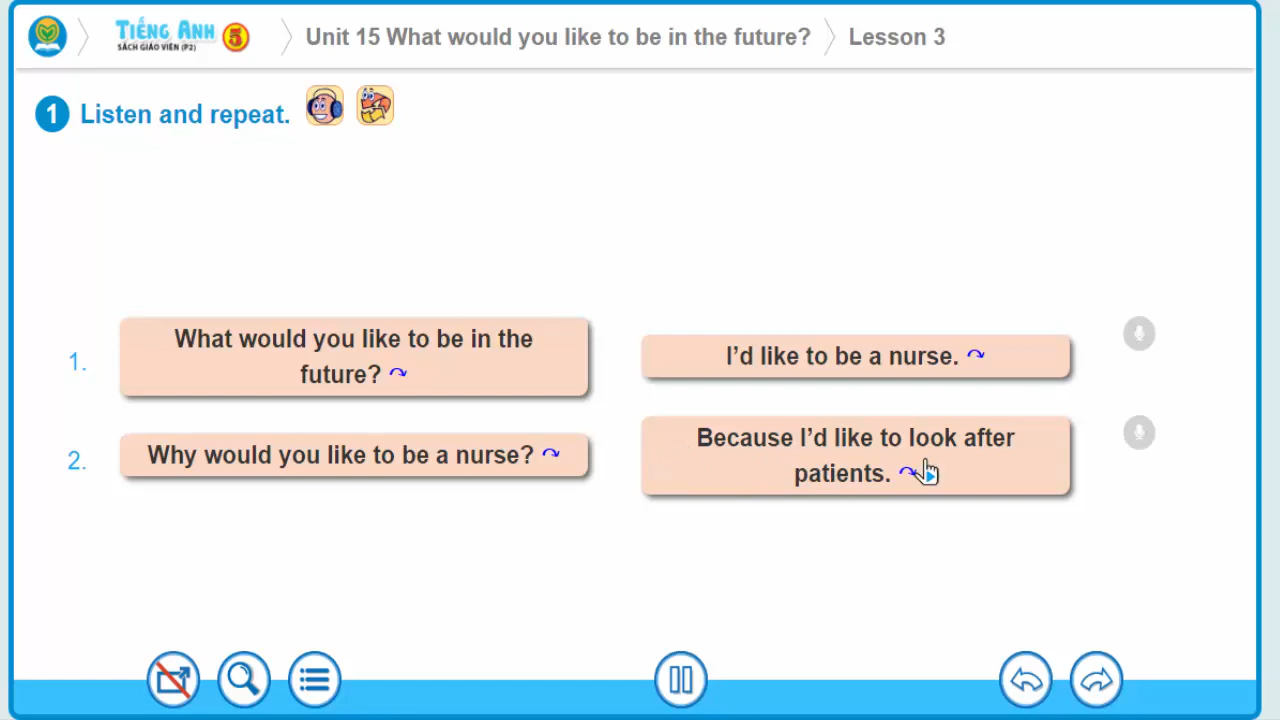 TIẾNG ANH 5
SÁCH GIÁO VIÊN (P2)
Unit 15 What would you like to be in the future?
Lesson 3
1 Listen and repeat.
1.
What would you like to be in the
future?
I’d like to be a nurse.
2.
Why would you like to be a nurse?
Because I’d like to look after
patients.